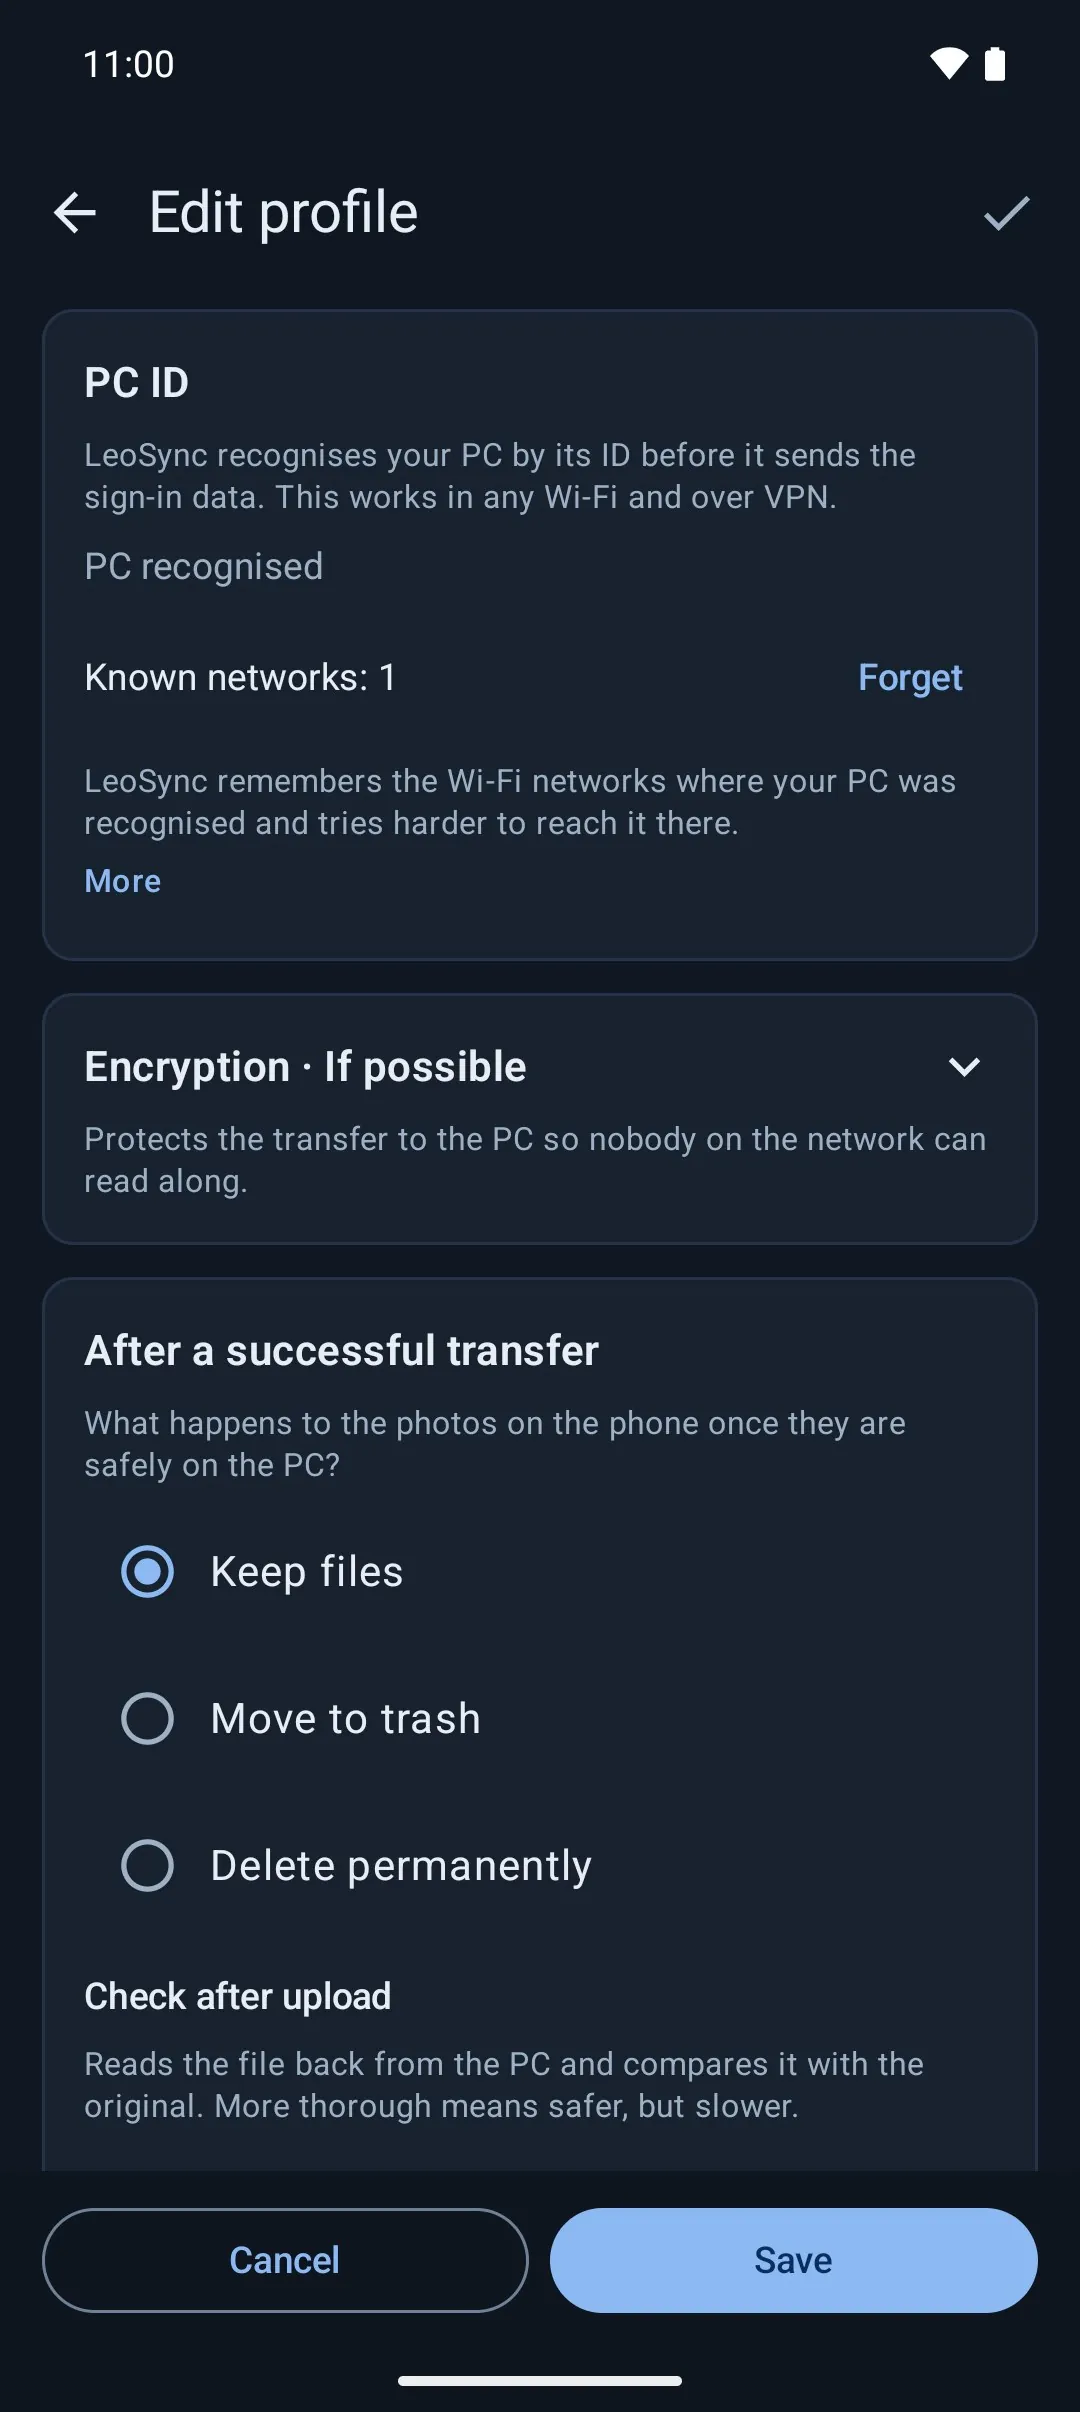 11:00
Edit profile
PC ID
LeoSync recognises your PC by its ID before it sends the
sign-in data. This works in any Wi-Fi and over VPN.
PC recognised
Known networks: 1
Forget
LeoSync remembers the Wi-Fi networks where your PC was
recognised and tries harder to reach it there.
More
Encryption · If possible
Protects the transfer to the PC so nobody on the network can
read along.
After a successful transfer
What happens to the photos on the phone once they are
safely on the PC?
Keep files
Move to trash
Delete permanently
Check after upload
Reads the file back from the PC and compares it with the
original. More thorough means safer, but slower.
Cancel
Save